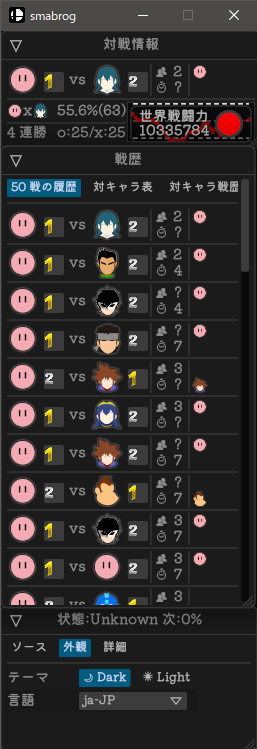 smabrog
▽ 対戦情報
1 vs 2 2 ?
x 55.6%(63)
4 連勝 o:25/x:25
世界戦闘力
10335784
▽ 戦歴
50 戦の履歴 対キャラ表 対キャラ戦歴
1 vs 2 2 ?
1 vs 2 2 4
1 vs 2 ? 4
1 vs 2 ? 7
2 vs 1 3 ?
1 vs 2 3 ?
1 vs 2 ? 7
2 vs 1 ? 7
1 vs 2 3 7
1 vs 2 3 7
1 vs 2 3
▽ 状態:Unknown 次:0%
ソース 外観 詳細
テーマ Dark Light
言語 ja-JP